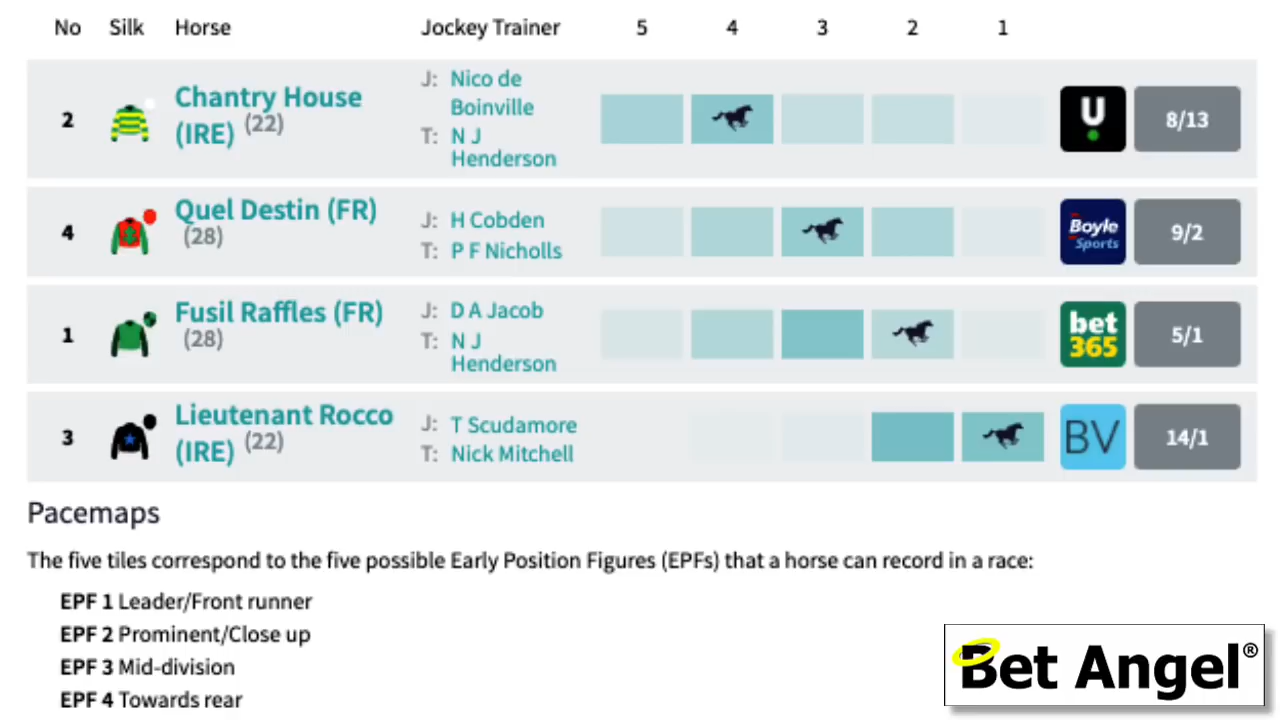 No Silk Horse Jockey Trainer 5 4 3 2 1
2 Chantry House (IRE) (22) J: Nico de Boinville T: N J Henderson U 8/13
4 Quel Destin (FR) (28) J: H Cobden T: P F Nicholls Boyle Sports 9/2
1 Fusil Raffles (FR) (28) J: D A Jacob T: N J Henderson bet 365 5/1
3 Lieutenant Rocco (IRE) (22) J: T Scudamore T: Nick Mitchell BV 14/1
Pacemaps
The five tiles correspond to the five possible Early Position Figures (EPFs) that a horse can record in a race:
EPF 1 Leader/Front runner
EPF 2 Prominent/Close up
EPF 3 Mid-division
EPF 4 Towards rear
Bet Angel®